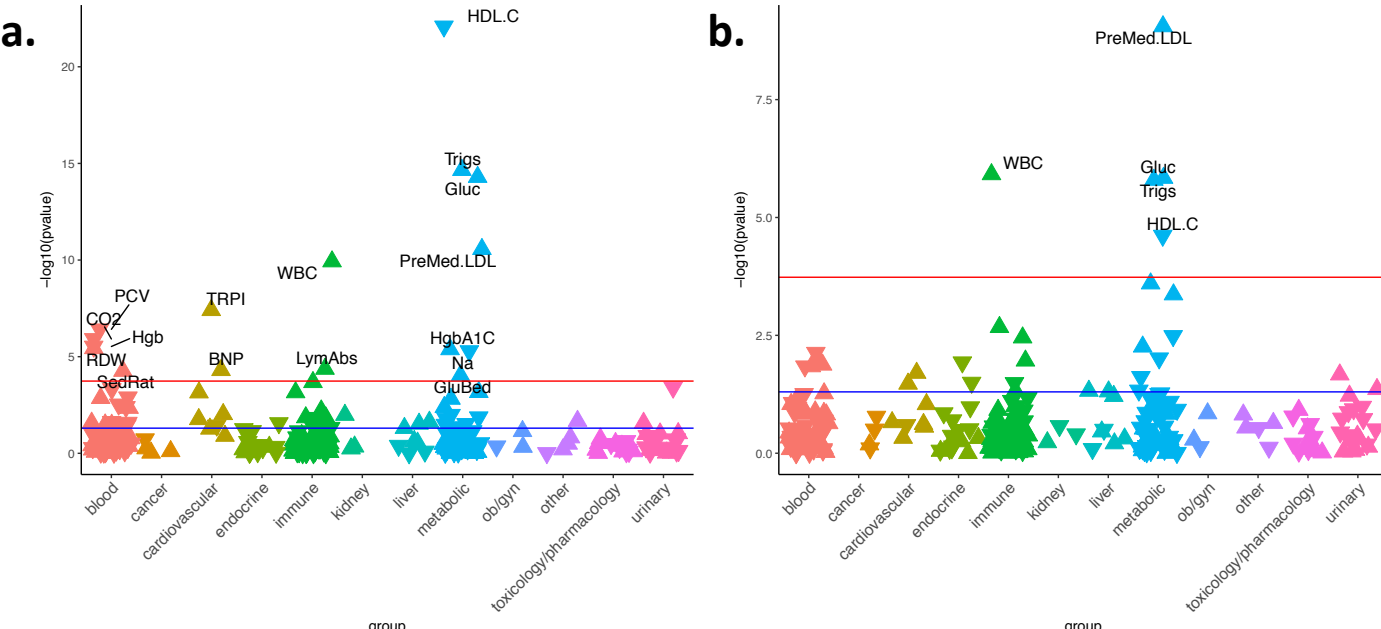 a.
−log10(pvalue)
20
15
10
5
0
HDL.C
Trigs
Gluc
PreMed.LDL
WBC
TRPI
PCV
CO2
Hgb
RDW
SedRat
BNP
LymAbs
HgbA1C
Na
GluBed
blood
cancer
cardiovascular
endocrine
immune
kidney
liver
metabolic
ob/gyn
other
toxicology/pharmacology
urinary
group
b.
−log10(pvalue)
7.5
5.0
2.5
0.0
PreMed.LDL
WBC
Gluc
Trigs
HDL.C
blood
cancer
cardiovascular
endocrine
immune
kidney
liver
metabolic
ob/gyn
other
toxicology/pharmacology
urinary
group